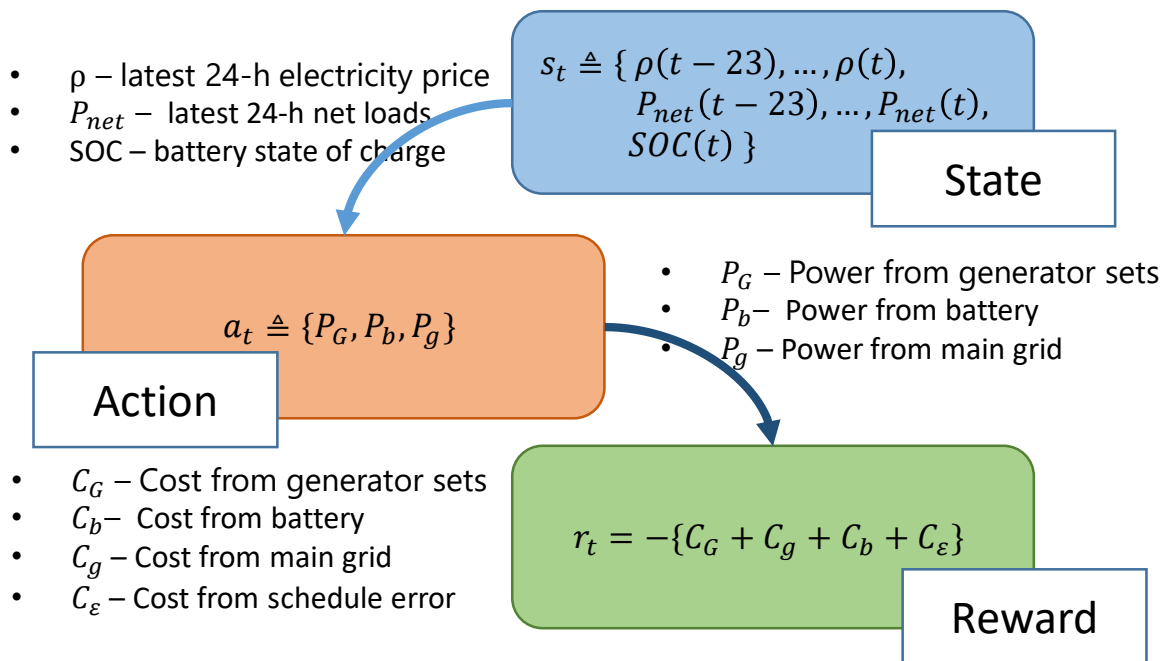 • ρ – latest 24-h electricity price
• P_net – latest 24-h net loads
• SOC – battery state of charge
s_t ≜ { ρ(t − 23), …, ρ(t),
P_net(t − 23), …, P_net(t),
SOC(t) }
State
a_t ≜ {P_G, P_b, P_g}
Action
• P_G – Power from generator sets
• P_b– Power from battery
• P_g – Power from main grid
• C_G – Cost from generator sets
• C_b– Cost from battery
• C_g – Cost from main grid
• C_ε – Cost from schedule error
r_t = −{C_G + C_g + C_b + C_ε}
Reward